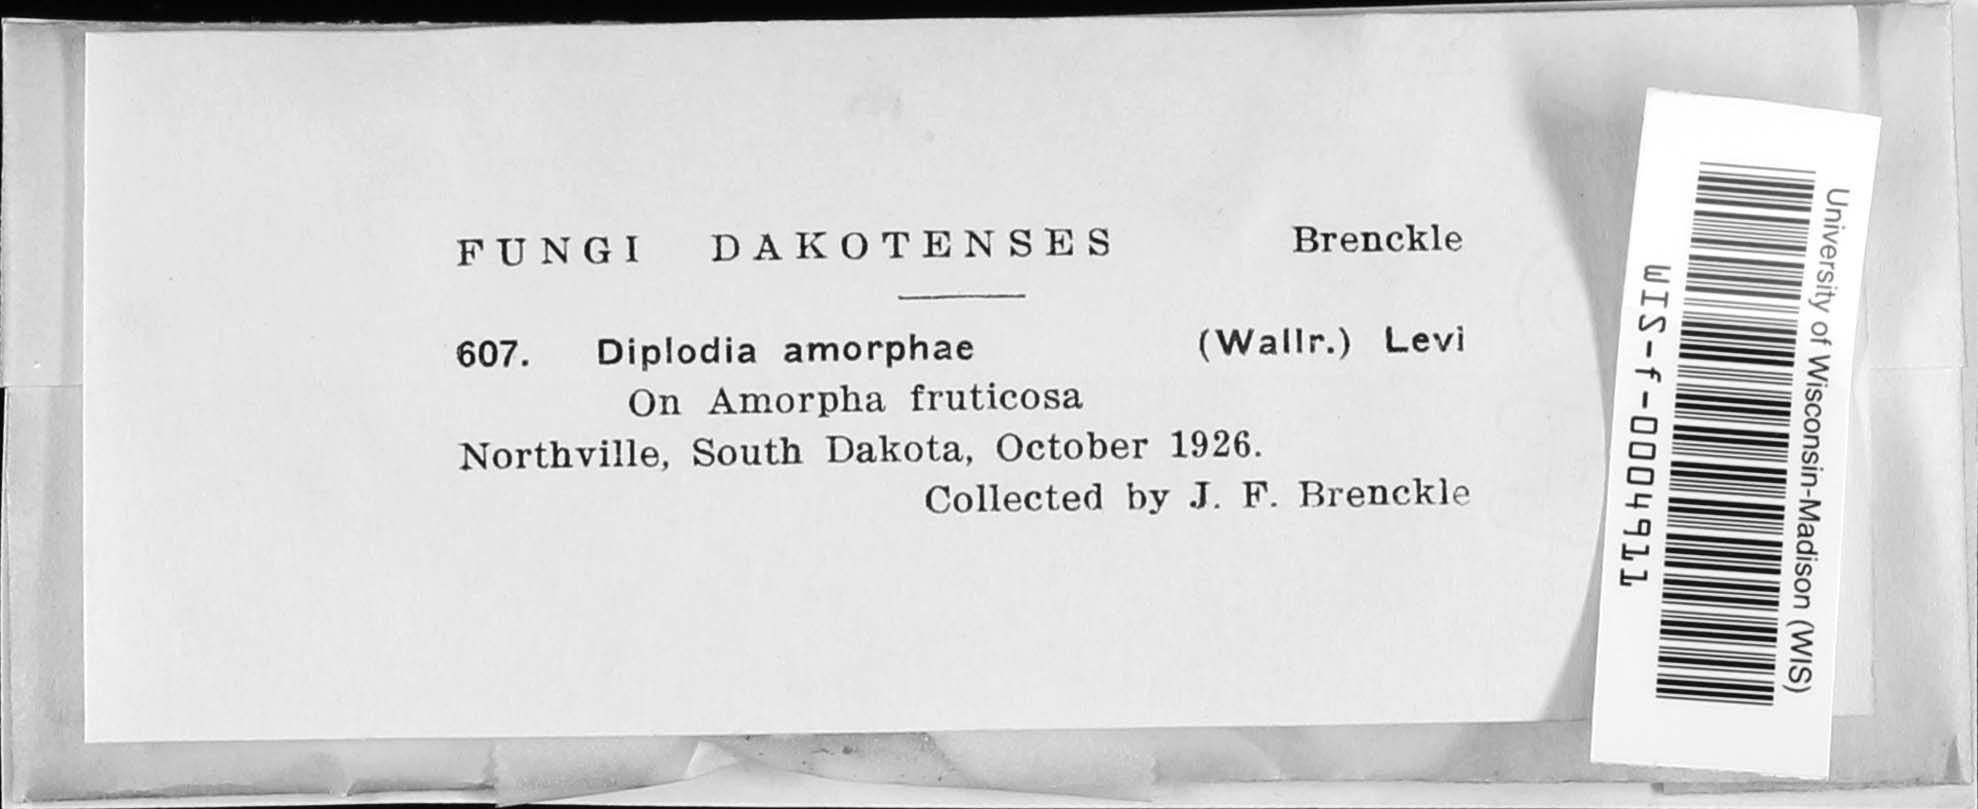 FUNGI DAKOTENSES Brenckle
607. Diplodia amorphae (Wallr.) Levi
On Amorpha fruticosa
Northville, South Dakota, October 1926.
Collected by J. F. Brenckle
University of Wisconsin-Madison (WIS)
WIS-f-0004911